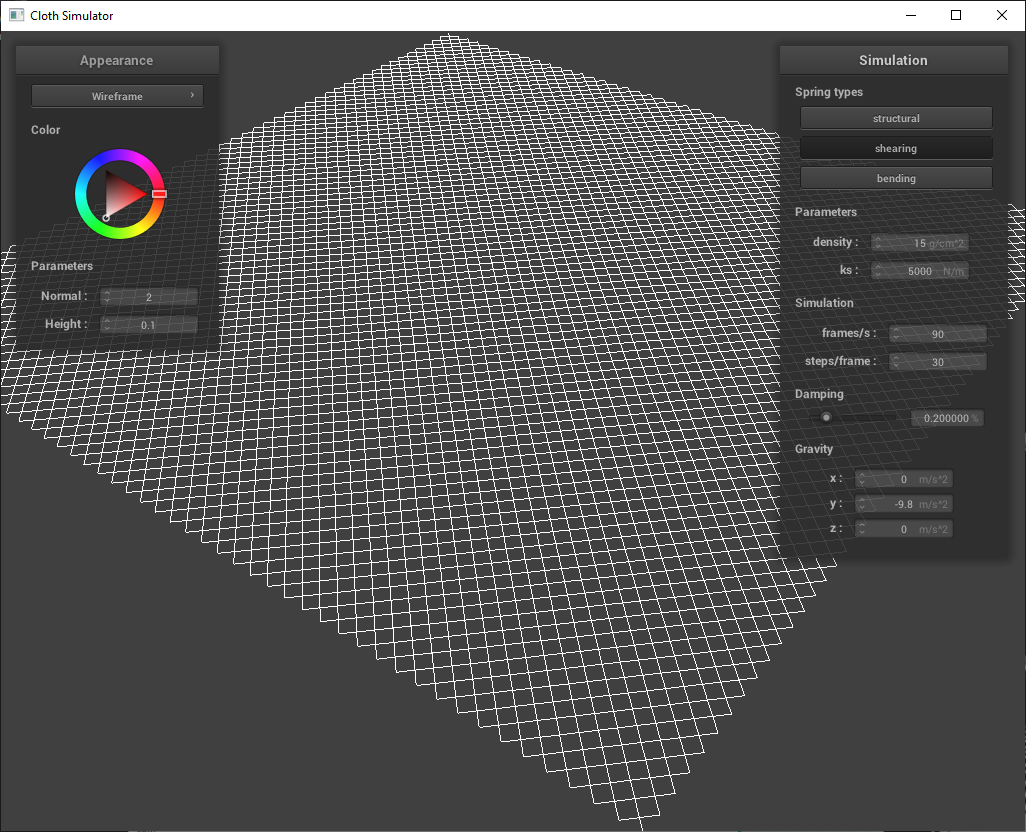 Cloth Simulator
Appearance
Wireframe
Color
Parameters
Normal : 2
Height : 0.1
Simulation
Spring types
structural
shearing
bending
Parameters
density : 15 g/cm^2
ks : 5000 N/m
Simulation
frames/s : 90
steps/frame : 30
Damping
0.200000 %
Gravity
x : 0 m/s^2
y : -9.8 m/s^2
z : 0 m/s^2